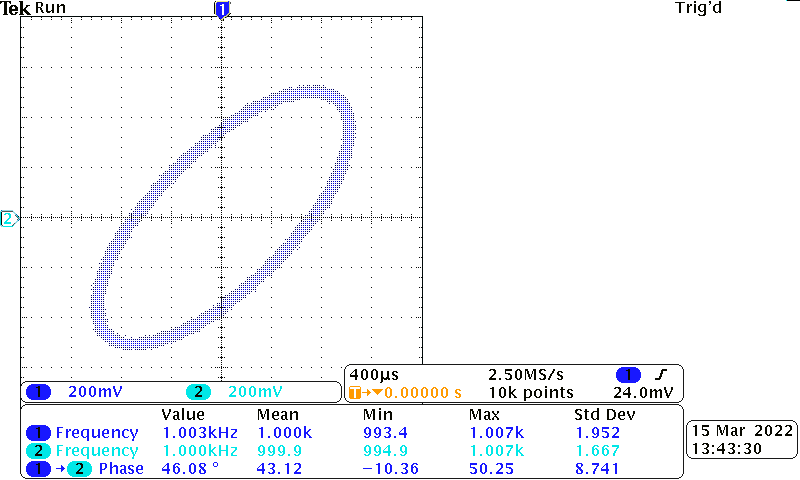 Tek Run Trig'd
1
2
400µs 2.50MS/s 1
1 200mV 2 200mV T 0.00000 s 10k points 24.0mV
Value Mean Min Max Std Dev
1 Frequency 1.003kHz 1.000k 993.4 1.007k 1.952
2 Frequency 1.000kHz 999.9 994.9 1.007k 1.667
1→2 Phase 46.08 ° 43.12 −10.36 50.25 8.741
15 Mar 2022
13:43:30